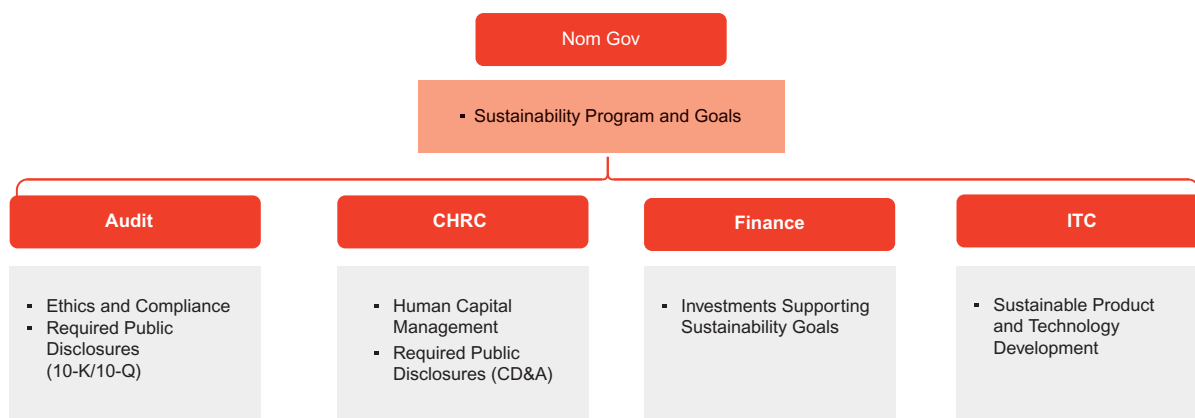 Nom Gov
▪ Sustainability Program and Goals
Audit
▪ Ethics and Compliance
▪ Required Public
Disclosures
(10-K/10-Q)
CHRC
▪ Human Capital
Management
▪ Required Public
Disclosures (CD&A)
Finance
▪ Investments Supporting
Sustainability Goals
ITC
▪ Sustainable Product
and Technology
Development